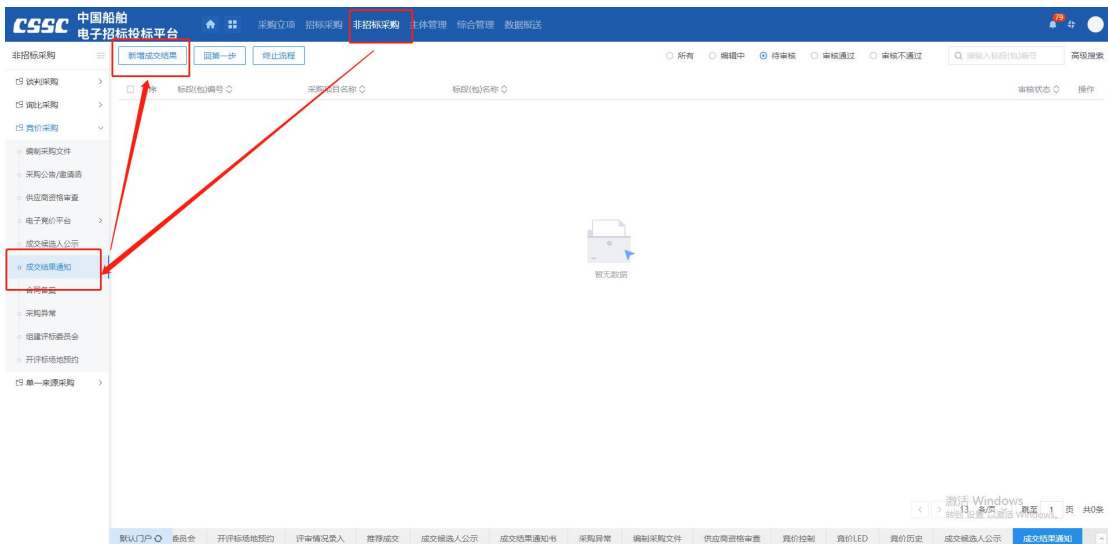 CSSC 中国船舶
电子招标投标平台
采购立项 招标采购 非招标采购 主体管理 综合管理 数据报送
79
非招标采购
新增成交结果 回第一步 终止流程
所有 编辑中 待审核 审核通过 审核不通过 请输入标段(包)编号 高级搜索
谈判采购
序 标段(包)编号 采购项目名称 标段(包)名称 审核状态 操作
询比采购
竞价采购
编制采购文件
采购公告/邀请函
供应商资格审查
电子竞价平台
成交候选人公示
成交结果通知
暂无数据
合同备案
采购异常
组建评标委员会
开评标场地预约
单一来源采购
激活 Windows
转到"设置"以激活 Windows。
13 条/页 跳至 1 页 共0条
默认门户 委员会 开评标场地预约 评审情况录入 推荐成交 成交候选人公示 成交结果通知书 采购异常 编制采购文件 供应商资格审查 竞价控制 竞价LED 竞价历史 成交候选人公示 成交结果通知